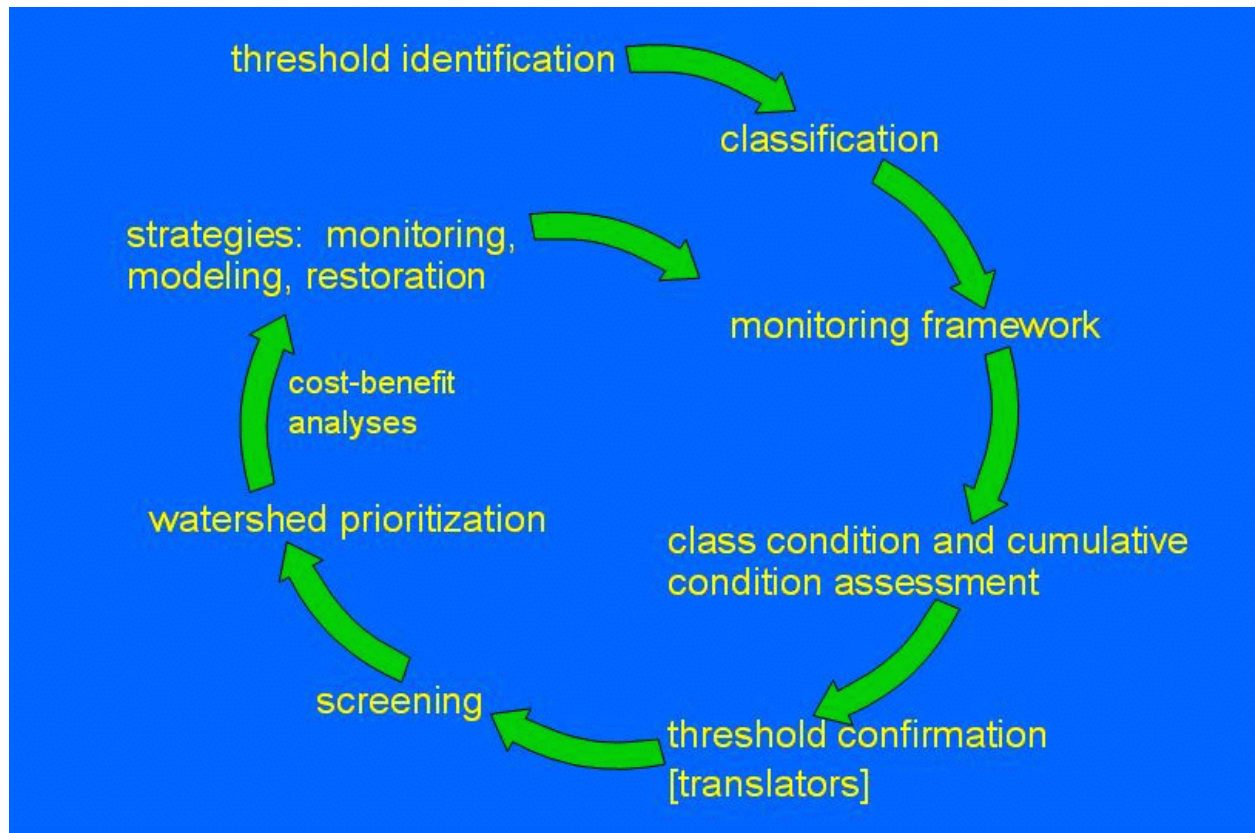 threshold identification
classification
strategies:  monitoring,
modeling, restoration
monitoring framework
cost-benefit
analyses
watershed prioritization
class condition and cumulative
condition assessment
screening
threshold confirmation
[translators]